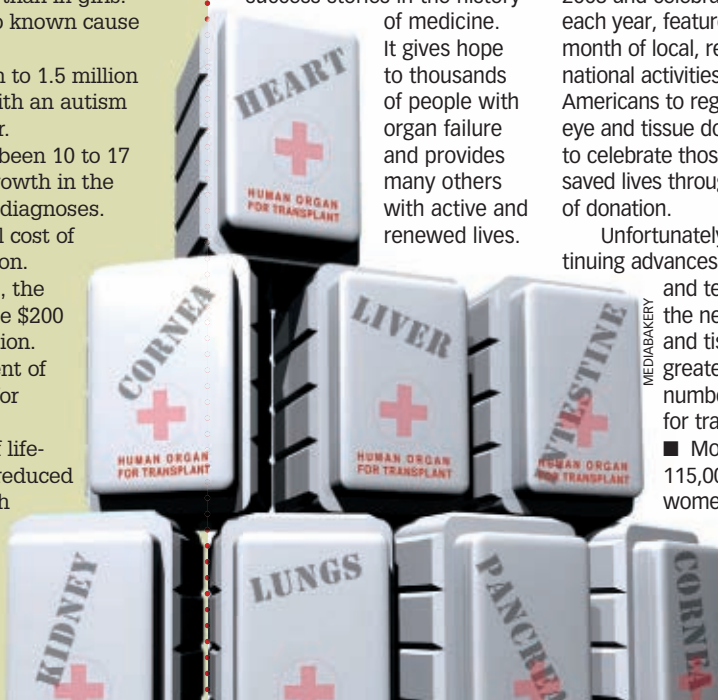 than in girls.
o known cause
n to 1.5 million
ith an autism
r.
been 10 to 17
rowth in the
diagnoses.
l cost of
on.
, the
e $200
ion.
nt of
or
f life-
reduced
h
success stories in the history
of medicine.
It gives hope
to thousands
of people with
organ failure
and provides
many others
with active and
renewed lives.
each year, featur
month of local, re
national activities
Americans to reg
eye and tissue do
to celebrate thos
saved lives throug
of donation.
Unfortunately
tinuing advances
and te
the ne
and tis
greate
numbe
for tra
■ Mo
115,00
wome
MEDIABAKERY
HEART
HUMAN ORGAN
FOR TRANSPLANT
CORNEA
HUMAN ORGAN
FOR TRANSPLANT
LIVER
HUMAN ORGAN
FOR TRANSPLANT
INTESTINE
HUMAN ORGAN
FOR TRANSPLANT
KIDNEY
LUNGS
PANCREA
CORNEA